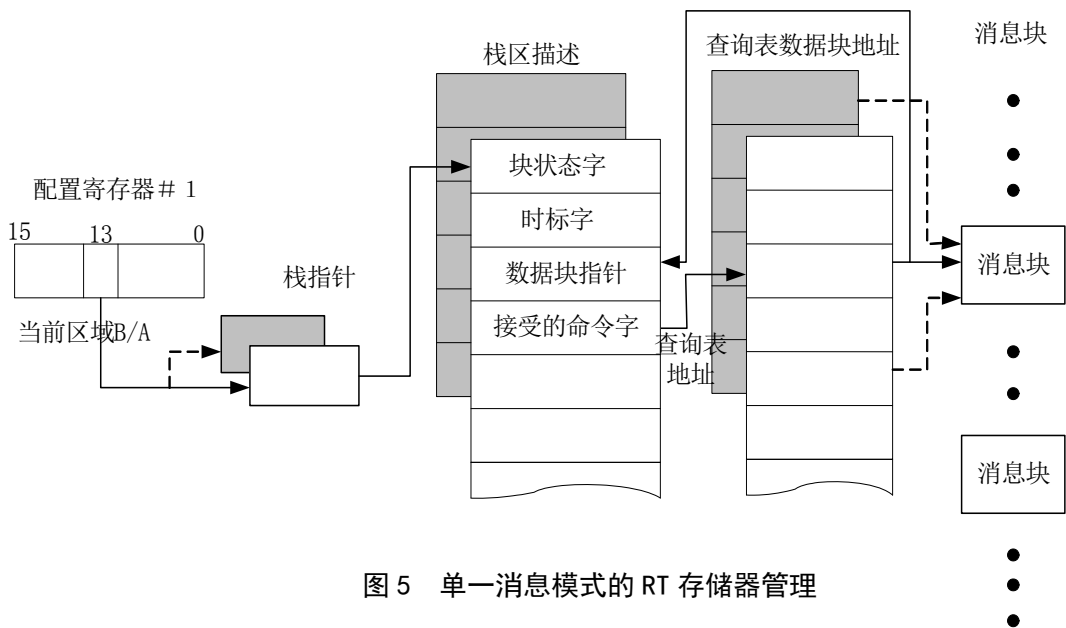 消息块
查询表数据块地址
栈区描述
块状态字
配置寄存器＃１
时标字
15
13
0
数据块指针
消息块
栈指针
接受的命令字
当前区域B/A
查询表
地址
消息块
图 5 单一消息模式的 RT 存储器管理